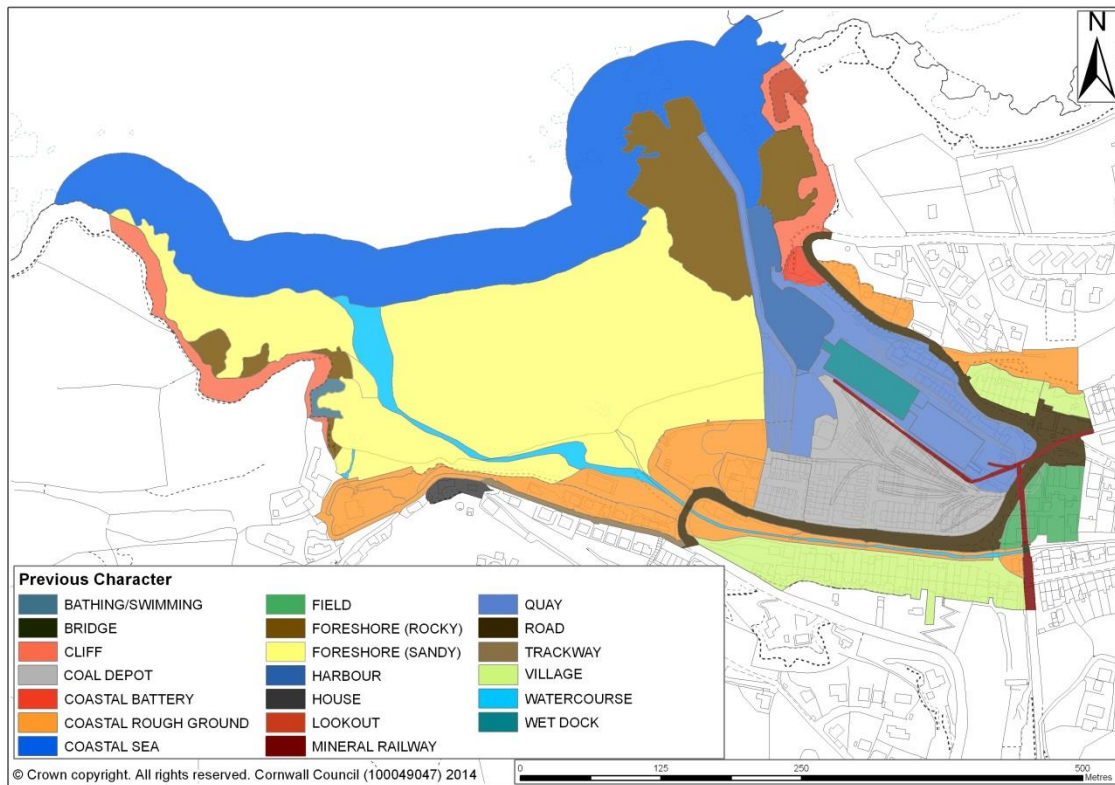 N
Previous Character
BATHING/SWIMMING
BRIDGE
CLIFF
COAL DEPOT
COASTAL BATTERY
COASTAL ROUGH GROUND
COASTAL SEA
FIELD
FORESHORE (ROCKY)
FORESHORE (SANDY)
HARBOUR
HOUSE
LOOKOUT
MINERAL RAILWAY
QUAY
ROAD
TRACKWAY
VILLAGE
WATERCOURSE
WET DOCK
© Crown copyright. All rights reserved. Cornwall Council (100049047) 2014
0 125 250 500
Metres